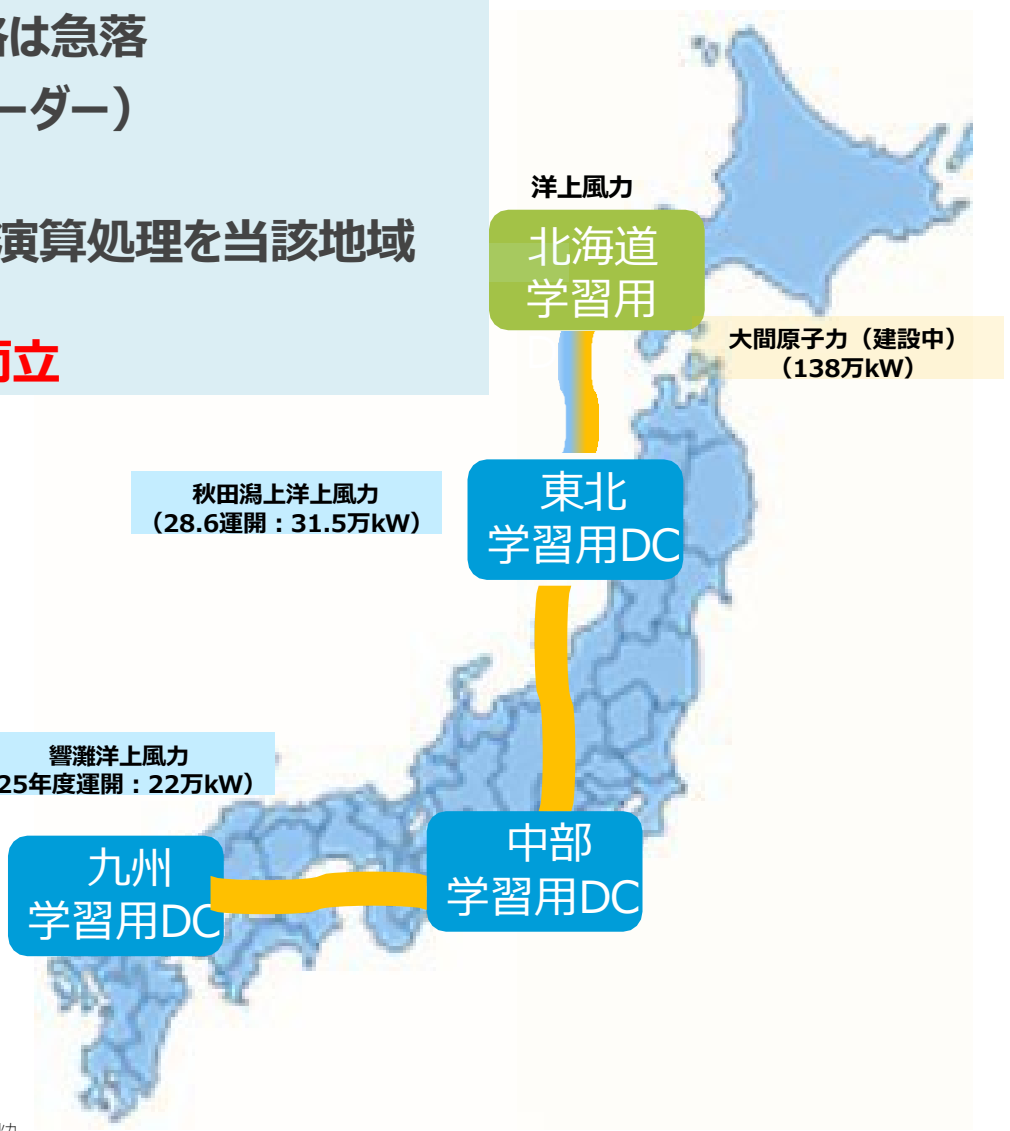 は急落
ーダー）
演算処理を当該地域
立
洋上風力
北海道
学習用
大間原子力（建設中）
（138万kW）
秋田潟上洋上風力
（28.6運開：31.5万kW）
東北
学習用DC
響灘洋上風力
25年度運開：22万kW）
中部
学習用DC
九州
学習用DC